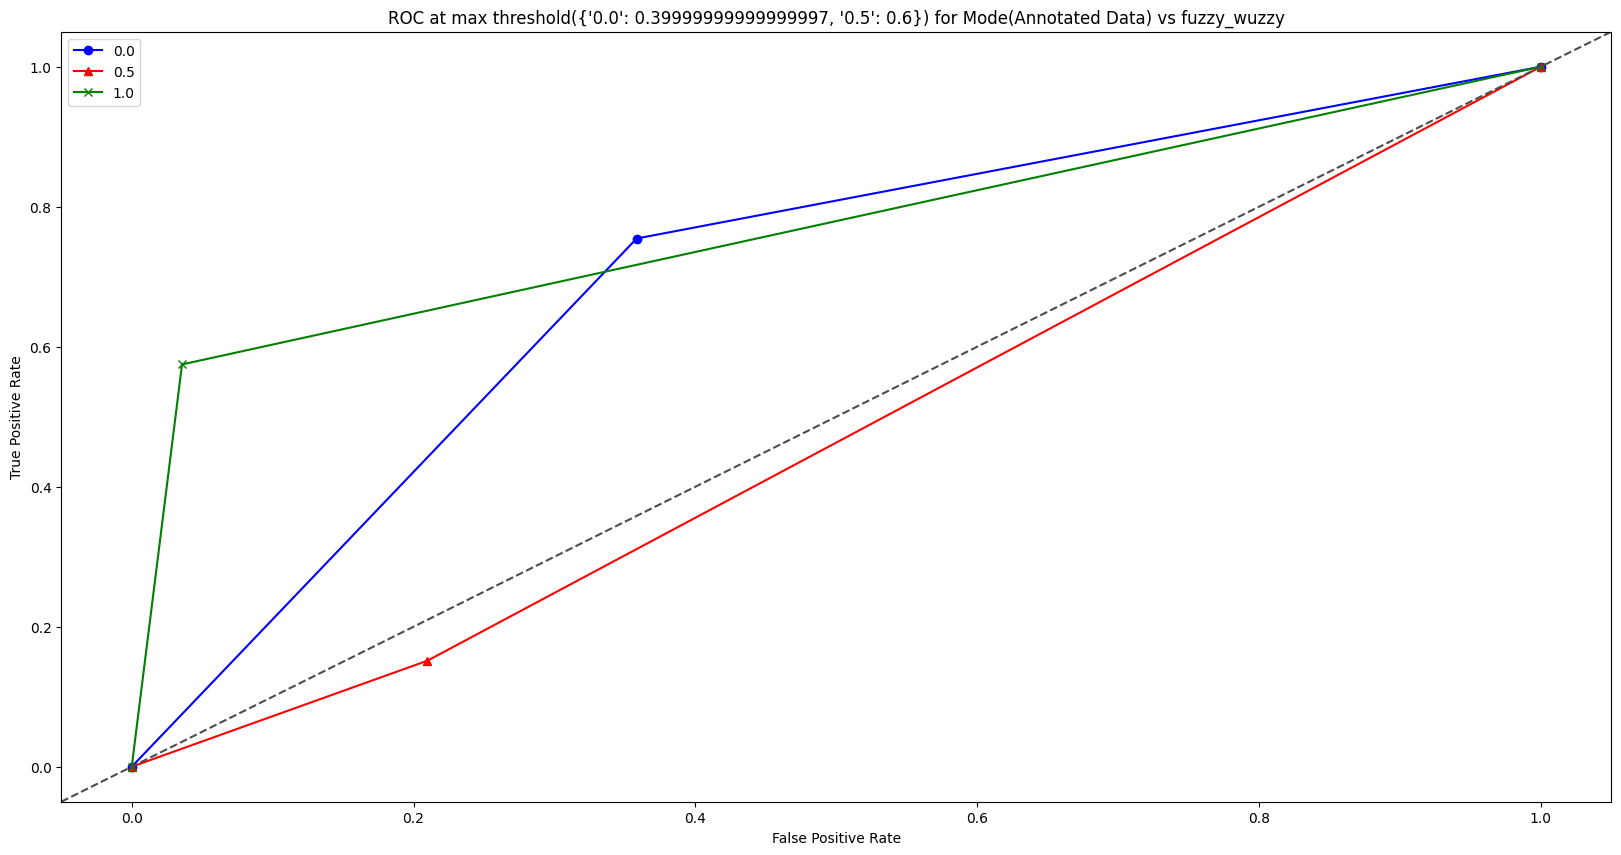 ROC at max threshold({'0.0': 0.39999999999999997, '0.5': 0.6}) for Mode(Annotated Data) vs fuzzy_wuzzy
0.0
0.5
1.0
1.0
0.8
0.6
0.4
0.2
0.0
True Positive Rate
0.0 0.2 0.4 0.6 0.8 1.0
False Positive Rate